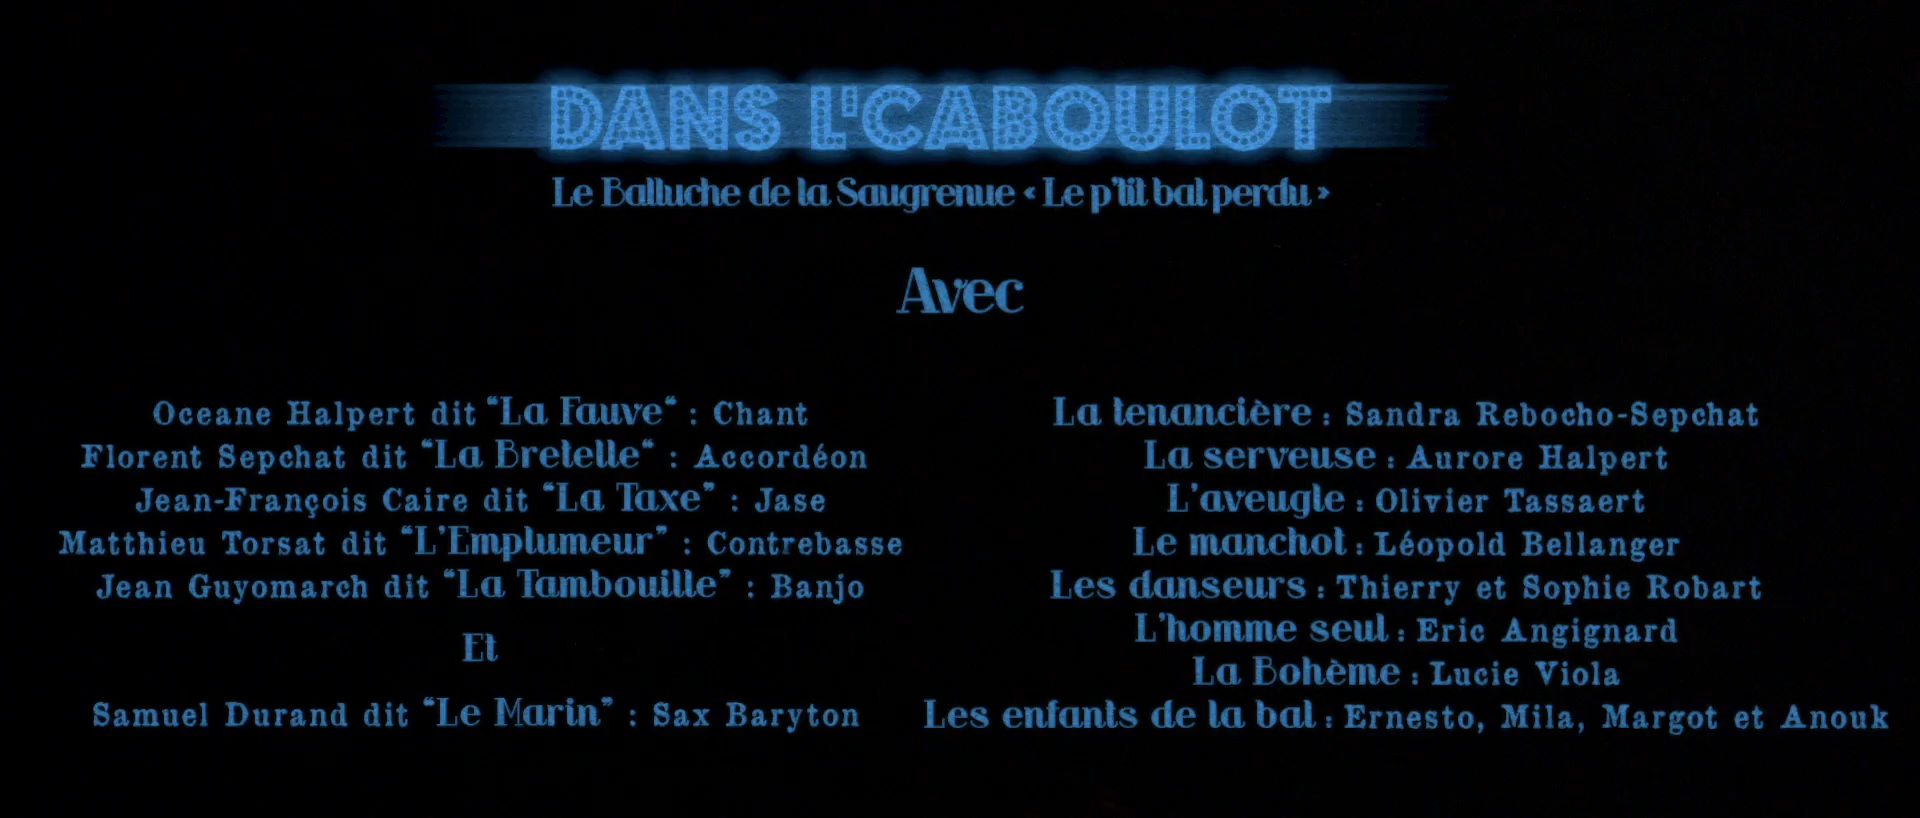 DANS L'CABOULOT
Le Balluche de la Saugrenue « Le p'tit bal perdu »
Avec
Oceane Halpert dit “La Fauve“ : Chant
Florent Sepchat dit “La Bretelle“ : Accordéon
Jean-François Caire dit “La Taxe” : Jase
Matthieu Torsat dit “L'Emplumeur” : Contrebasse
Jean Guyomarch dit “La Tambouille” : Banjo
Et
Samuel Durand dit “Le Marin” : Sax Baryton
La tenancière : Sandra Rebocho-Sepchat
La serveuse : Aurore Halpert
L'aveugle : Olivier Tassaert
Le manchot : Léopold Bellanger
Les danseurs : Thierry et Sophie Robart
L'homme seul : Eric Angignard
La Bohème : Lucie Viola
Les enfants de la bal : Ernesto, Mila, Margot et Anouk